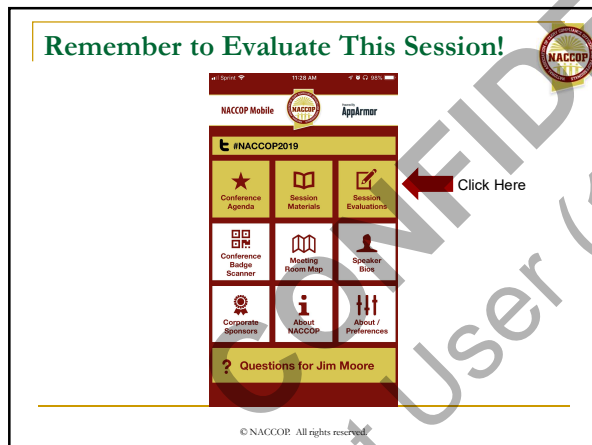 Remember to Evaluate This Session!
NACCOP
Sprint 11:28 AM 98%
NACCOP Mobile
NACCOP
AppArmor
#NACCOP2019
Conference
Agenda
Session
Materials
Session
Evaluations
Click Here
Conference
Badge
Scanner
Meeting
Room Map
Speaker
Bios
Corporate
Sponsors
About
NACCOP
About /
Preferences
? Questions for Jim Moore
© NACCOP. All rights reserved.
CONFIDE
t User (